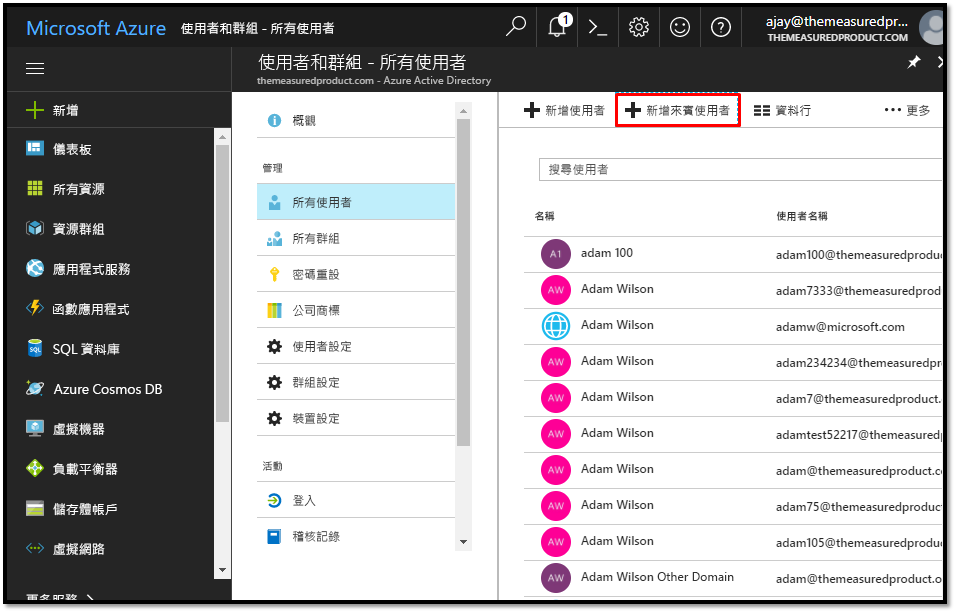 Microsoft Azure 使用者和群組 - 所有使用者
1
ajay@themeasuredpr...
THEMEASUREDPRODUCT.COM
使用者和群組 - 所有使用者
themeasuredproduct.com - Azure Active Directory
新增
儀表板
所有資源
資源群組
應用程式服務
函數應用程式
SQL 資料庫
Azure Cosmos DB
虛擬機器
負載平衡器
儲存體帳戶
虛擬網路
更多服務
概觀
管理
所有使用者
所有群組
密碼重設
公司商標
使用者設定
群組設定
裝置設定
活動
登入
稽核記錄
新增使用者 新增來賓使用者 資料行 ••• 更多
搜尋使用者
名稱 使用者名稱
A1 adam 100 adam100@themeasuredprodu
AW Adam Wilson adam7333@themeasuredprod
Adam Wilson adamw@microsoft.com
AW Adam Wilson adam234234@themeasuredpr
AW Adam Wilson adam7@themeasuredproduct.
AW Adam Wilson adamtest52217@themeasured
AW Adam Wilson adam@themeasuredproduct.c
AW Adam Wilson adam75@themeasuredproduct
AW Adam Wilson adam105@themeasuredprodu
AW Adam Wilson Other Domain adam@themeasuredproduct.o